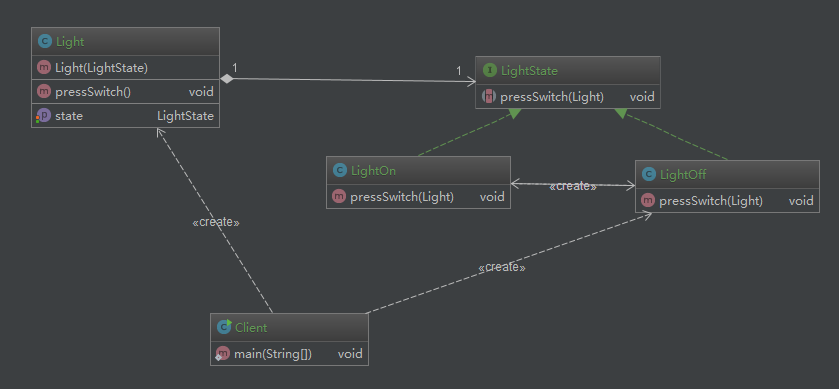 Light
Light(LightState)
pressSwitch() void
state LightState
1
1
LightState
pressSwitch(Light) void
LightOn
pressSwitch(Light) void
«create»
LightOff
pressSwitch(Light) void
«create»
«create»
Client
main(String[]) void